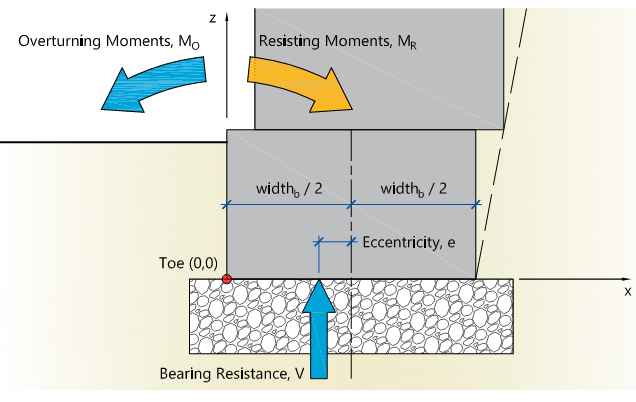 z
Overturning Moments, MO
Resisting Moments, MR
widthb / 2
widthb / 2
Eccentricity, e
Toe (0,0)
x
Bearing Resistance, V